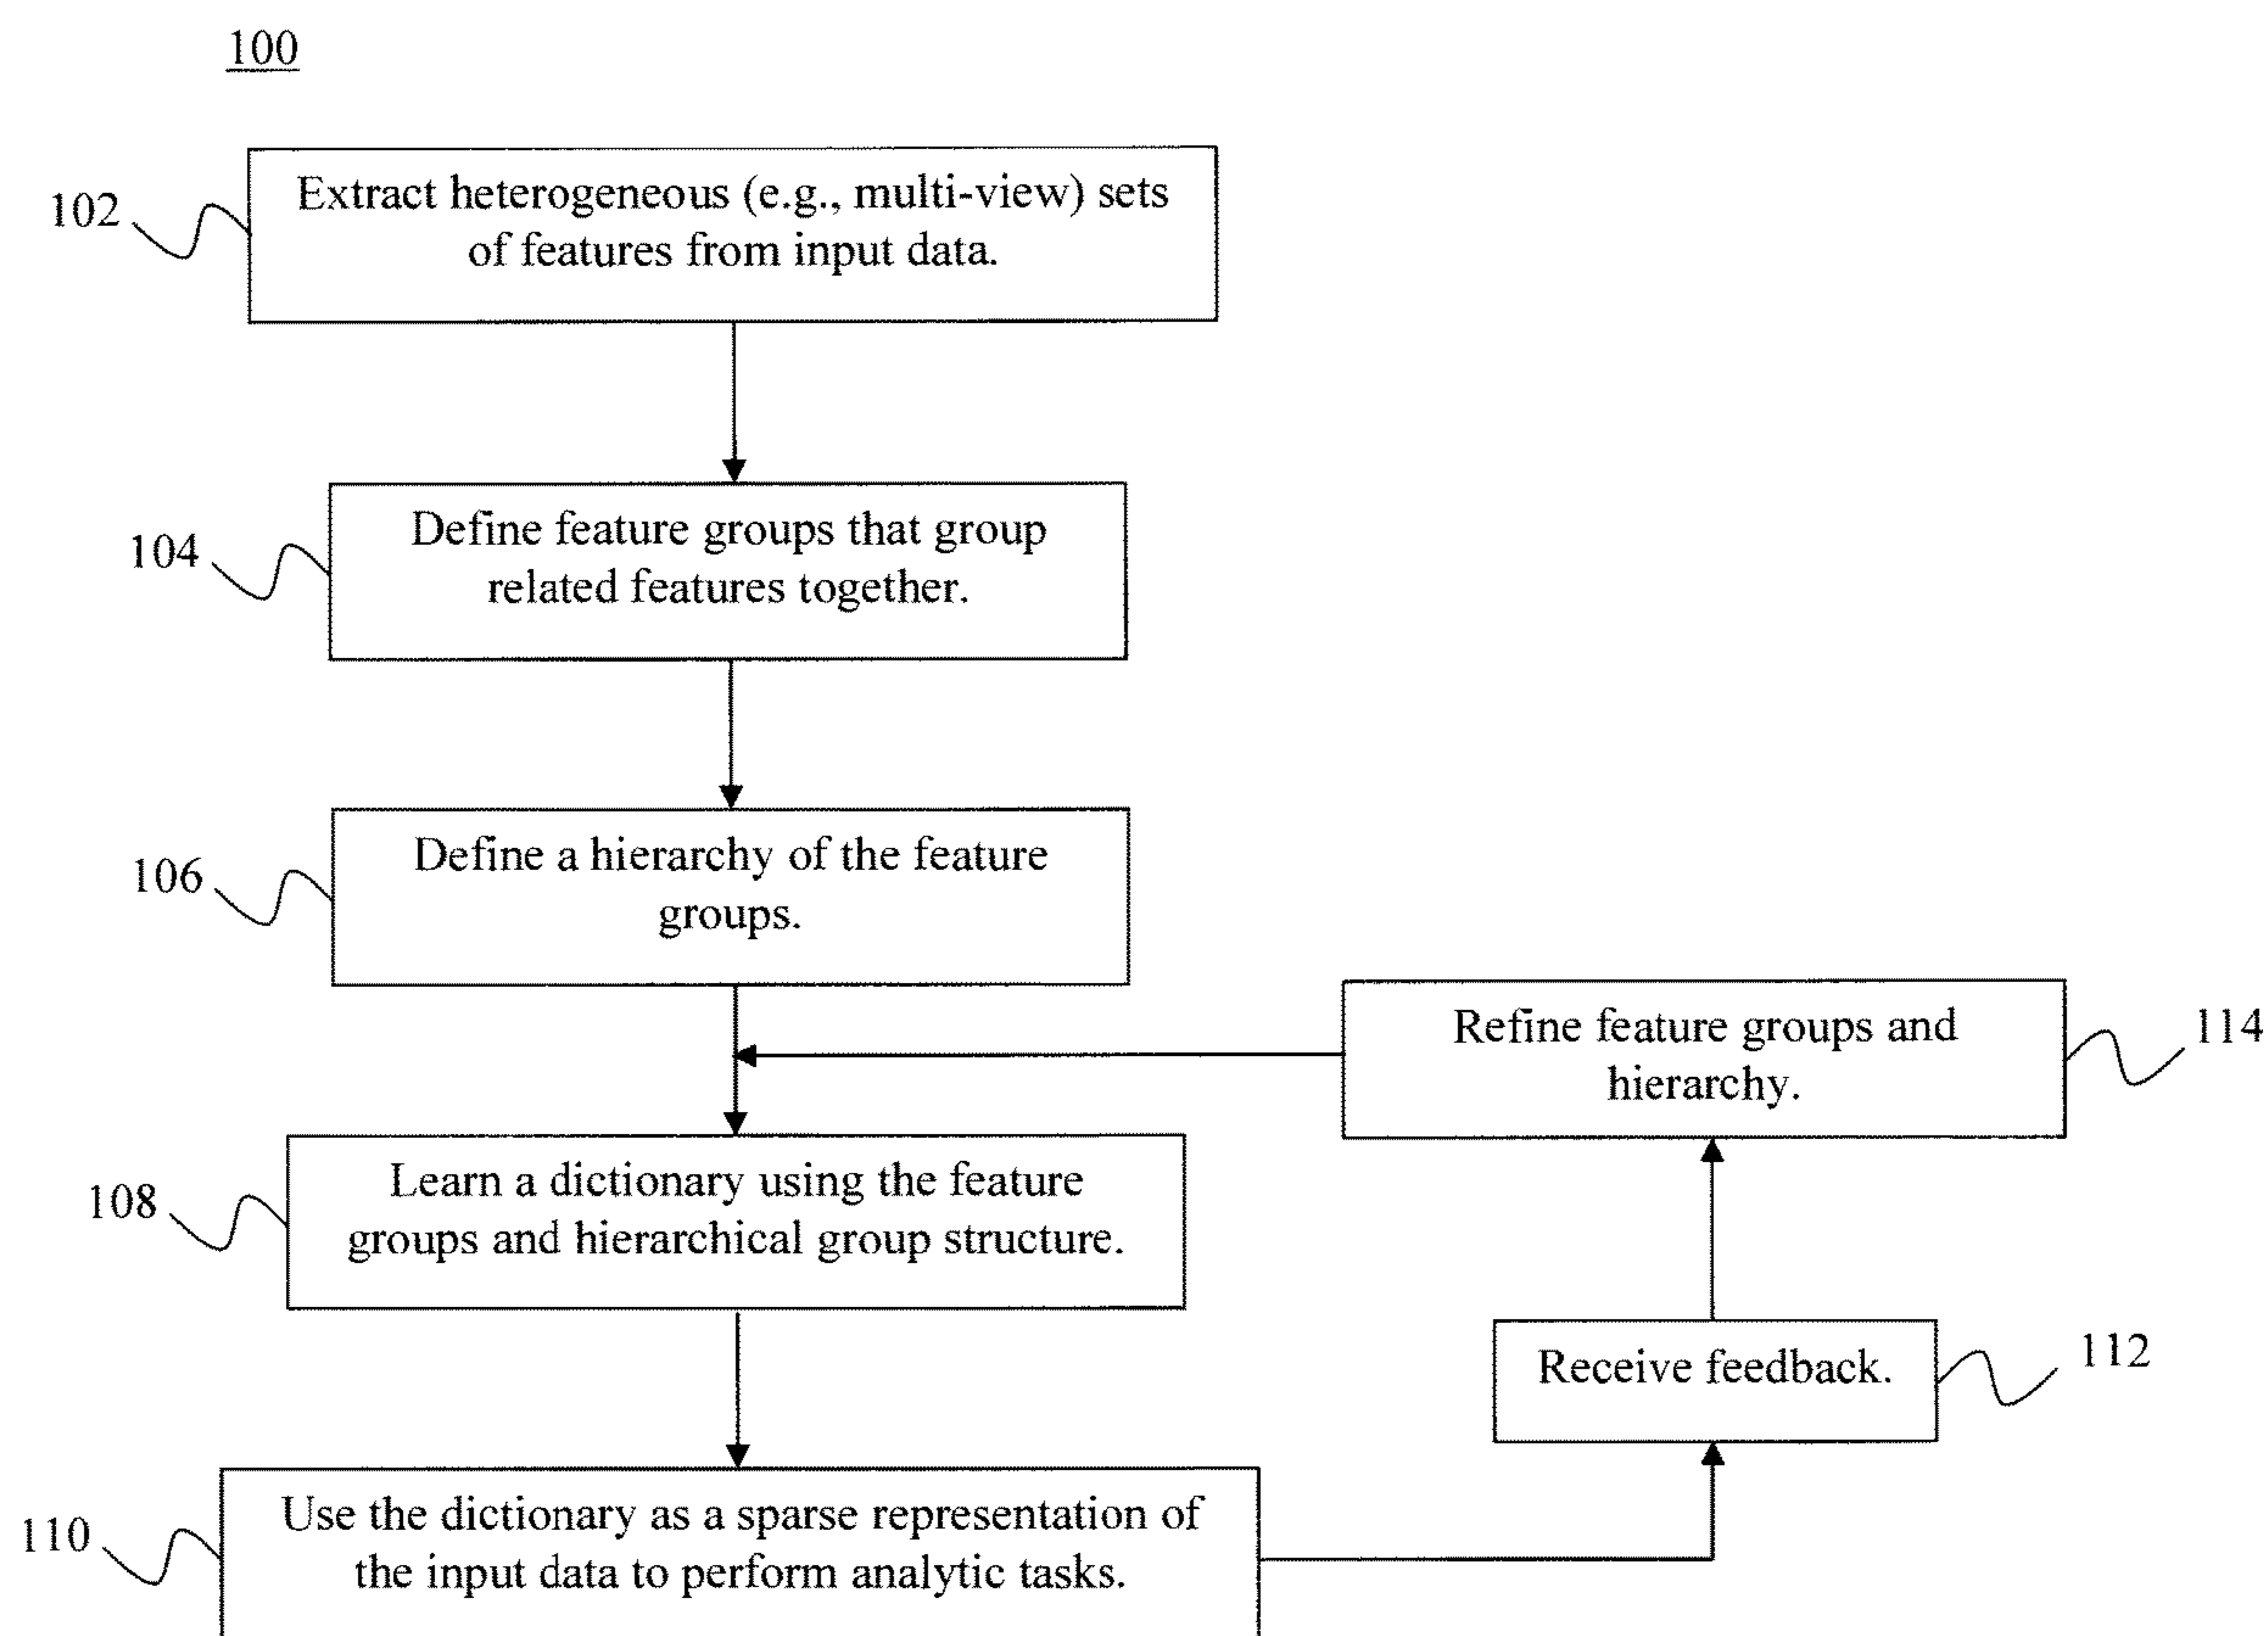 100
102
Extract heterogeneous (e.g., multi-view) sets
of features from input data.
104
Define feature groups that group
related features together.
106
Define a hierarchy of the feature
groups.
Refine feature groups and
hierarchy.
114
108
Learn a dictionary using the feature
groups and hierarchical group structure.
Receive feedback.
112
110
Use the dictionary as a sparse representation of
the input data to perform analytic tasks.